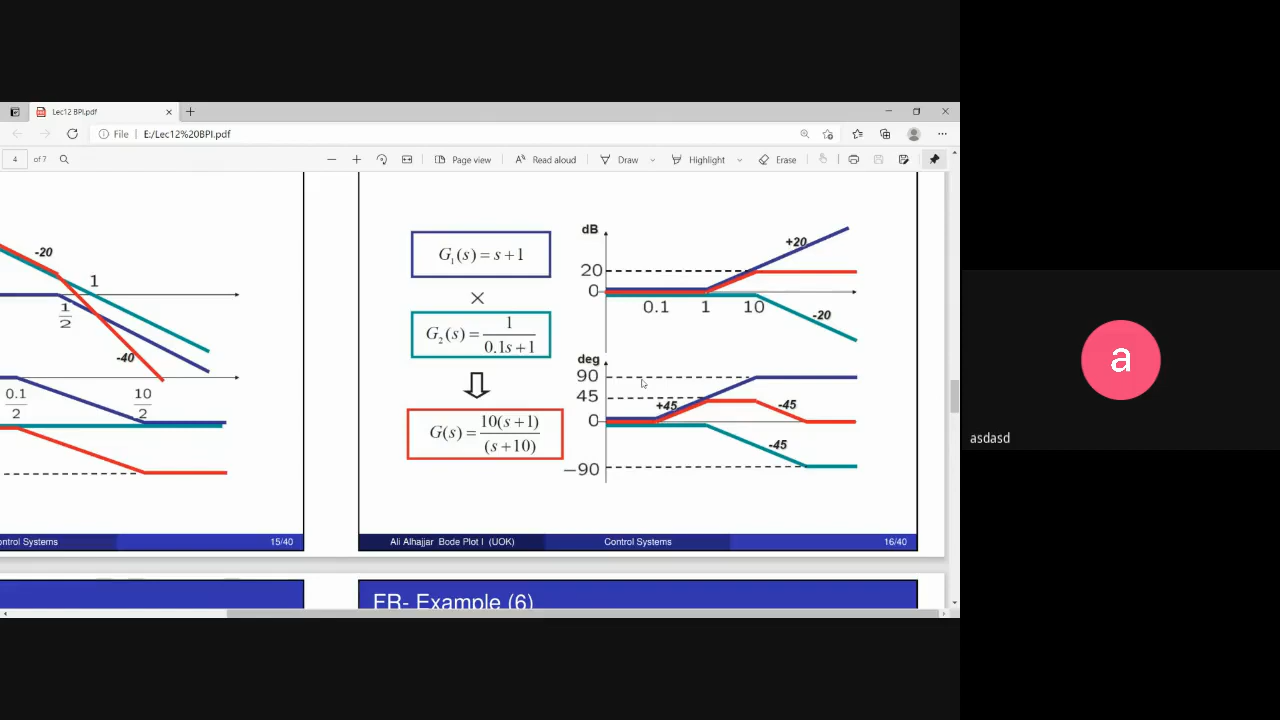 Lec12 BPI.pdf
File E:/Lec12%20BPI.pdf
4 of 7 Page view Read aloud Draw Highlight Erase
-20
1
1/2
-40
0.1/2
10/2
ontrol Systems 15/40
G₁(s) = s + 1
×
G₂(s) = 1/(0.1s + 1)
G(s) = 10(s+1)/(s+10)
dB
+20
20
0
0.1 1 10
-20
deg
90
45
+45
-45
0
-45
−90
Ali Alhajjar Bode Plot I (UOK) Control Systems 16/40
FR- Example (6)
a
asdasd